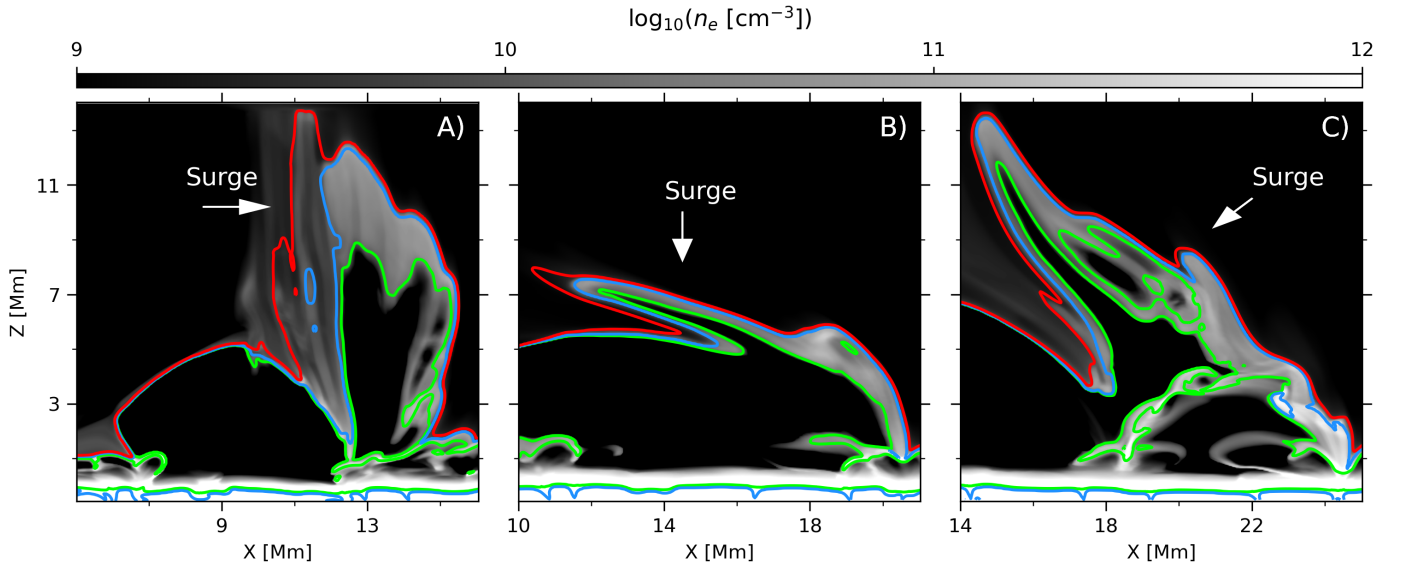 log₁₀(nₑ [cm⁻³])
9 10 11 12
A) B) C)
Surge Surge Surge
11
7
3
Z [Mm]
9 13 10 14 18 14 18 22
X [Mm] X [Mm] X [Mm]